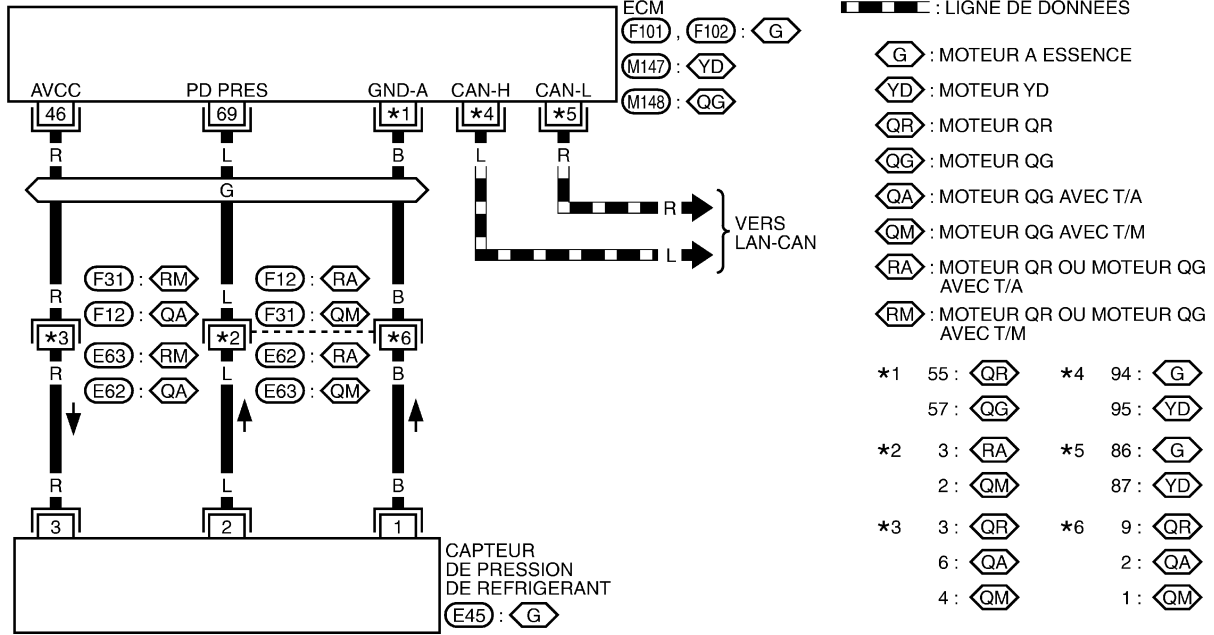 ECM
F101 , F102 : G
M147 : YD
M148 : QG
AVCC PD PRES GND-A CAN-H CAN-L
46 69 *1 *4 *5
R L B L R
G
R
L
VERS
LAN-CAN
F31 : RM F12 : RA
R L B
F12 : QA F31 : QM
*3 *2 *6
E63 : RM E62 : RA
R L B
E62 : QA E63 : QM
R L B
3 2 1
CAPTEUR
DE PRESSION
DE REFRIGERANT
E45 : G
: LIGNE DE DONNEES
G : MOTEUR A ESSENCE
YD : MOTEUR YD
QR : MOTEUR QR
QG : MOTEUR QG
QA : MOTEUR QG AVEC T/A
QM : MOTEUR QG AVEC T/M
RA : MOTEUR QR OU MOTEUR QG
AVEC T/A
RM : MOTEUR QR OU MOTEUR QG
AVEC T/M
*1 55 : QR *4 94 : G
57 : QG 95 : YD
*2 3 : RA *5 86 : G
2 : QM 87 : YD
*3 3 : QR *6 9 : QR
6 : QA 2 : QA
4 : QM 1 : QM